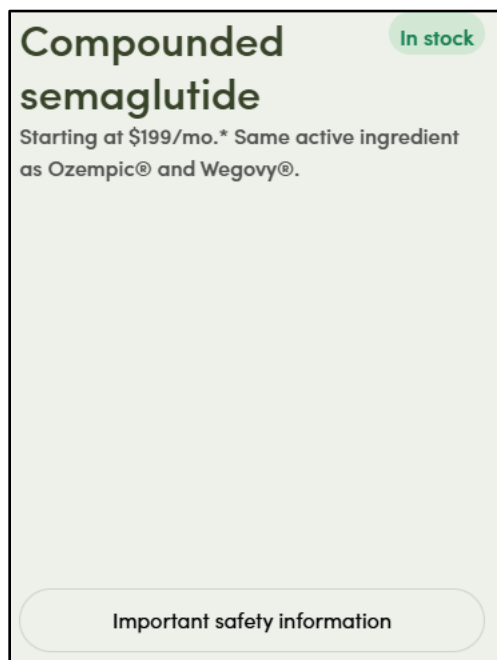 Compounded
In stock
semaglutide
Starting at $199/mo.* Same active ingredient
as Ozempic® and Wegovy®.
Important safety information